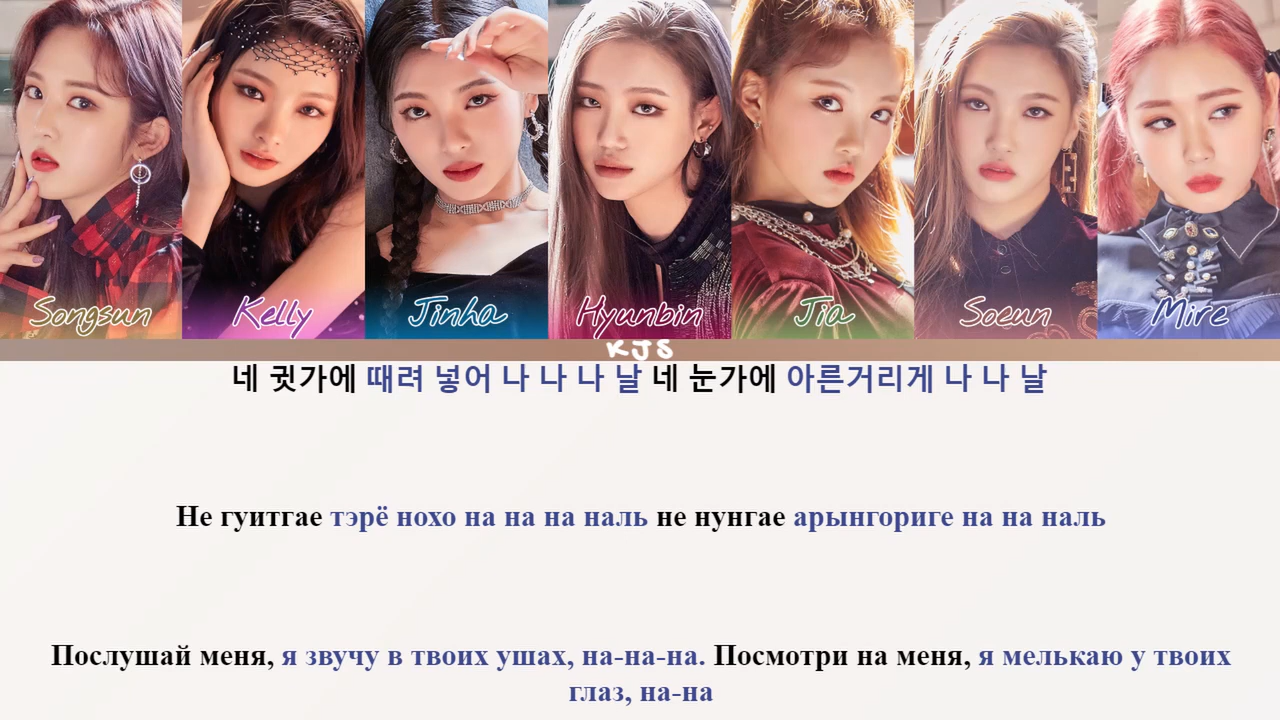 Songsun Kelly Jinha Hyunbin Jia Soeun Mire
KJS
네 귓가에 때려 넣어 나 나 나 날 네 눈가에 아른거리게 나 나 날
Не гуитгае тэрё нохо на на на наль не нунгае арынгориге на на наль
Послушай меня, я звучу в твоих ушах, на-на-на. Посмотри на меня, я мелькаю у твоих
глаз, на-на